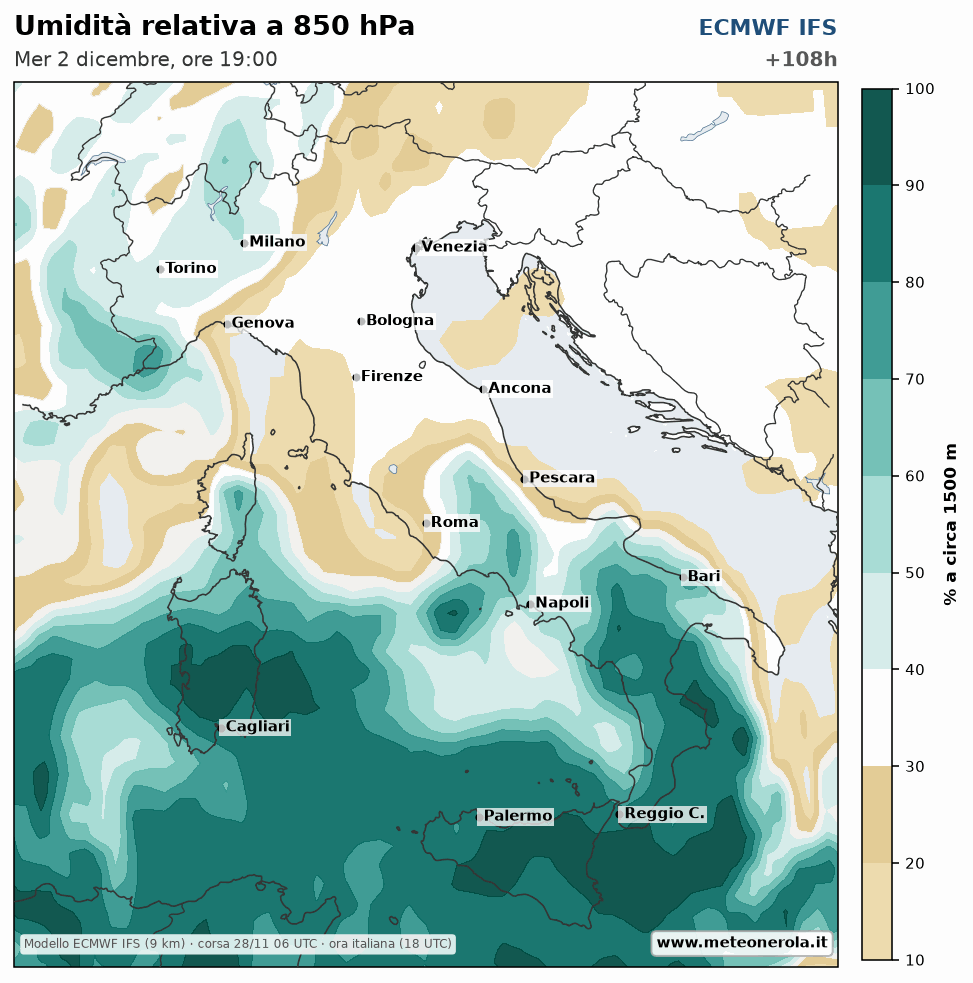 Umidità relativa a 850 hPa
ECMWF IFS
Mer 2 dicembre, ore 19:00
+108h
100
90
80
70
60
50
40
30
20
10
% a circa 1500 m
Milano
Venezia
Torino
Genova
Bologna
Firenze
Ancona
Pescara
Roma
Bari
Napoli
Cagliari
Palermo
Reggio C.
Modello ECMWF IFS (9 km) · corsa 28/11 06 UTC · ora italiana (18 UTC)
www.meteonerola.it